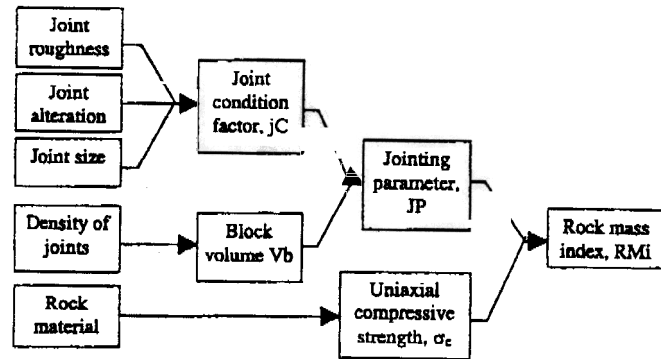 Joint
roughness
Joint
alteration
Joint size
Joint
condition
factor, jC
Density of
joints
Block
volume Vb
Jointing
parameter,
JP
Rock
material
Uniaxial
compressive
strength, σc
Rock mass
index, RMi